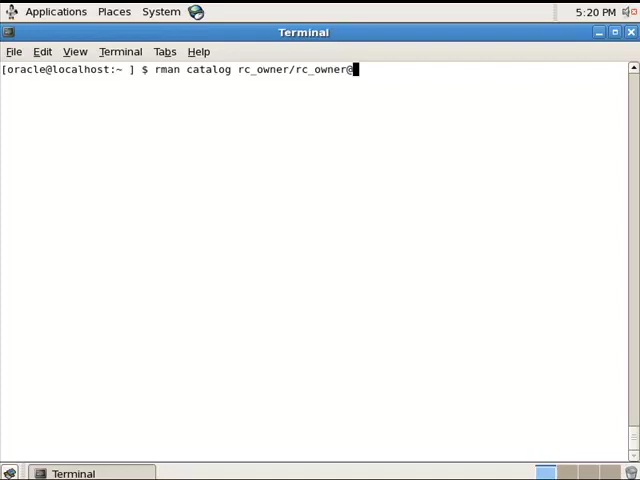 Applications Places System 5:20 PM
Terminal
File Edit View Terminal Tabs Help
[oracle@localhost:~ ] $ rman catalog rc_owner/rc_owner@
Terminal